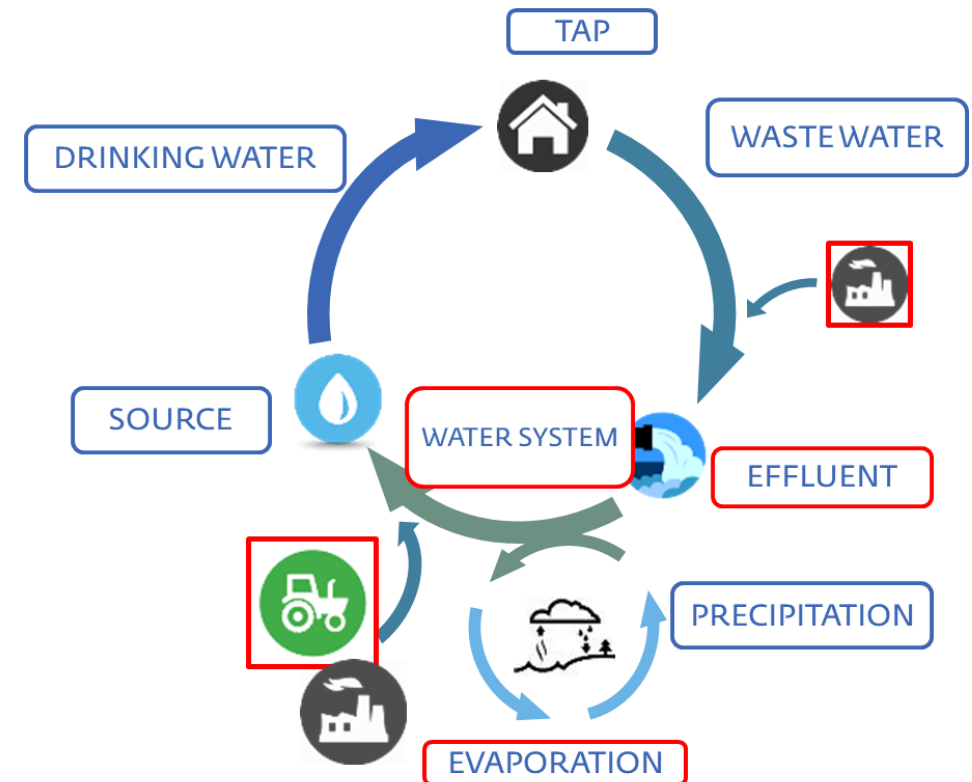 TAP
DRINKING WATER
WASTE WATER
SOURCE
WATER SYSTEM
EFFLUENT
PRECIPITATION
EVAPORATION